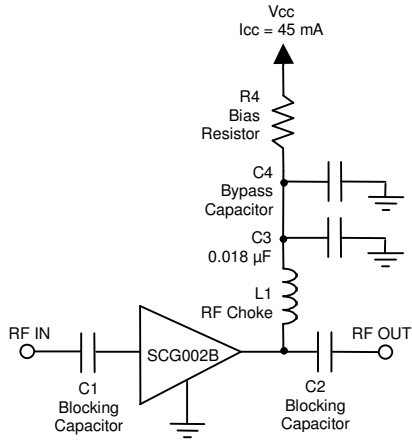 Vcc
Icc = 45 mA
R4
Bias
Resistor
C4
Bypass
Capacitor
C3
0.018 µF
L1
RF Choke
RF IN
SCG002B
RF OUT
C1
Blocking
Capacitor
C2
Blocking
Capacitor